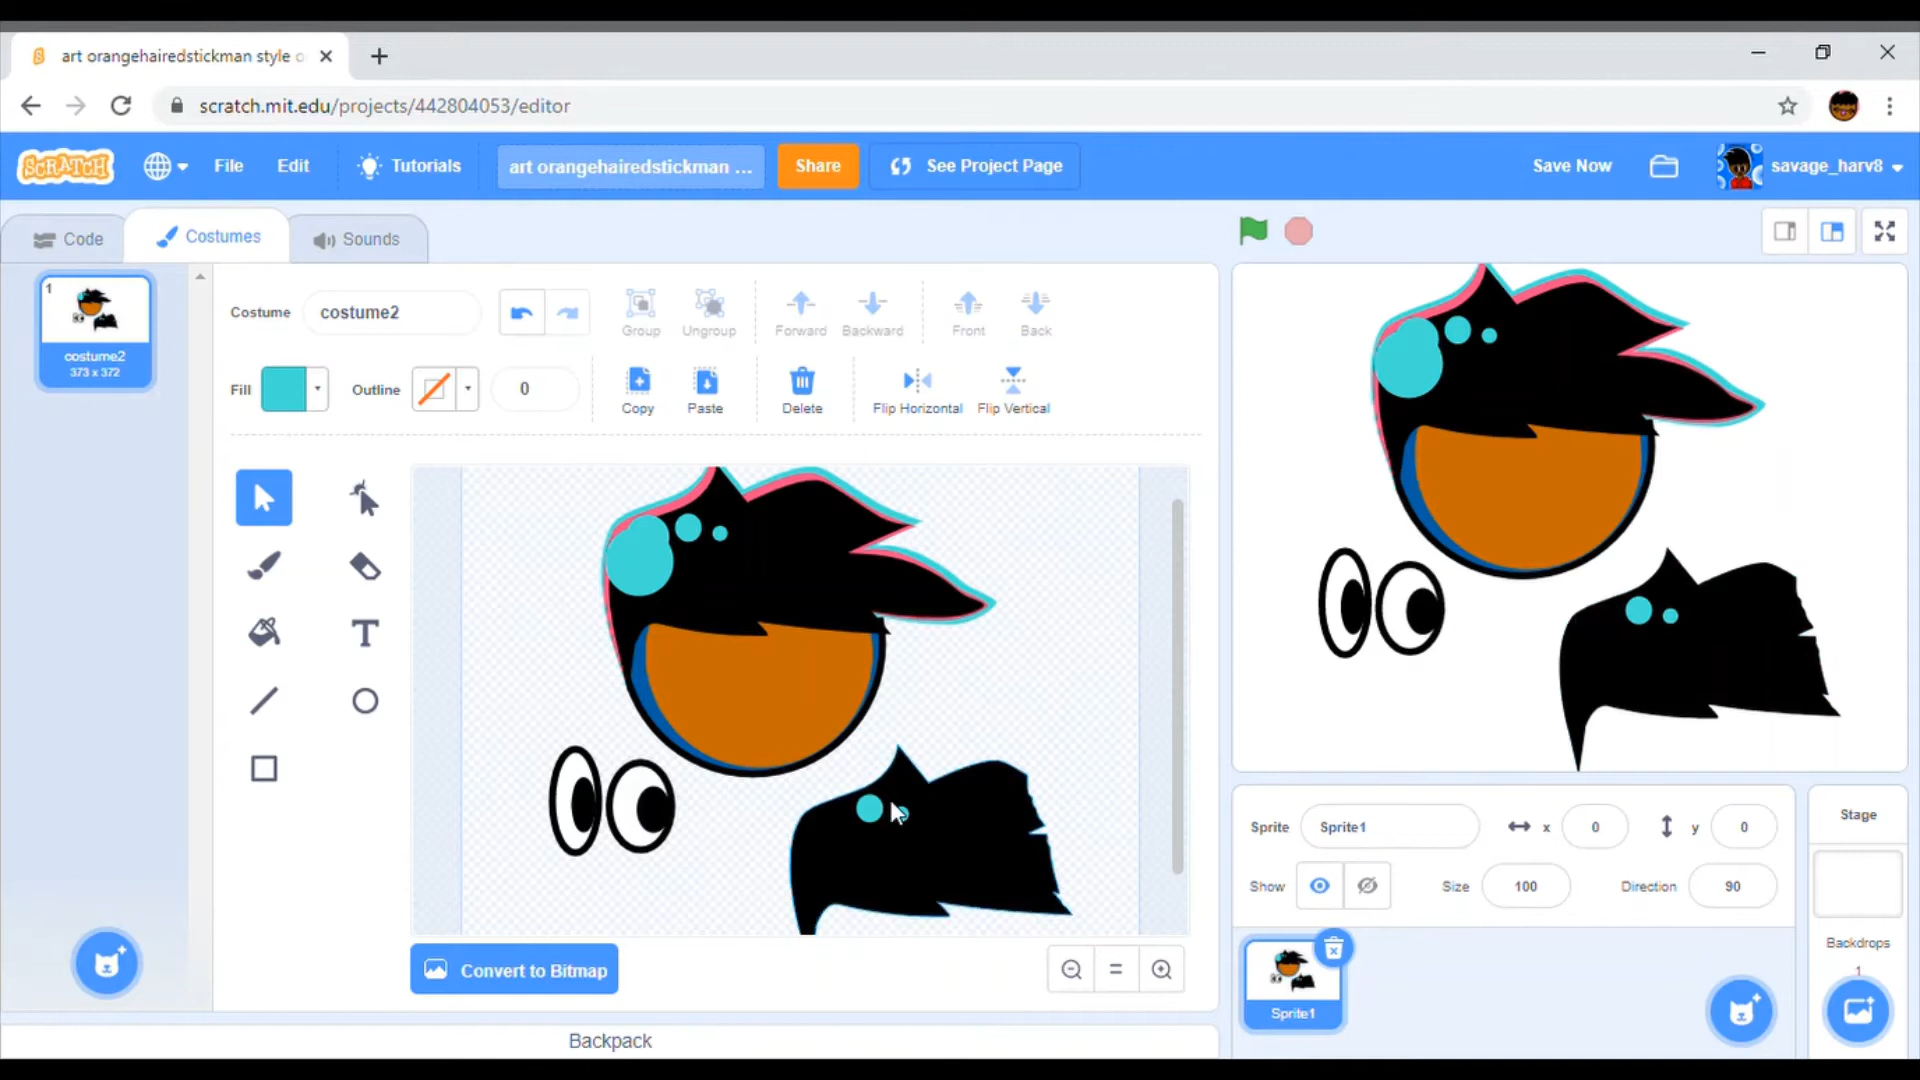 art orangehairedstickman style o
scratch.mit.edu/projects/442804053/editor
SCRATCH
File
Edit
Tutorials
art orangehairedstickman ...
Share
See Project Page
Save Now
savage_harv8
Code
Costumes
Sounds
1
costume2
373 x 372
Costume
costume2
Group
Ungroup
Forward
Backward
Front
Back
Fill
Outline
0
Copy
Paste
Delete
Flip Horizontal
Flip Vertical
T
Convert to Bitmap
=
Backpack
Sprite
Sprite1
x
0
y
0
Show
Size
100
Direction
90
Sprite1
Stage
Backdrops
1